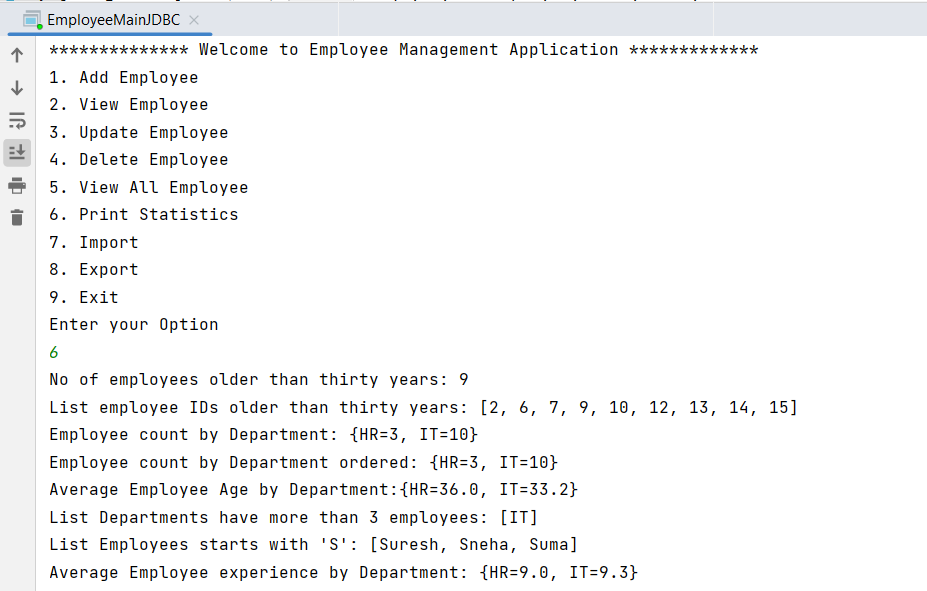 EmployeeMainJDBC
************** Welcome to Employee Management Application *************
1. Add Employee
2. View Employee
3. Update Employee
4. Delete Employee
5. View All Employee
6. Print Statistics
7. Import
8. Export
9. Exit
Enter your Option
6
No of employees older than thirty years: 9
List employee IDs older than thirty years: [2, 6, 7, 9, 10, 12, 13, 14, 15]
Employee count by Department: {HR=3, IT=10}
Employee count by Department ordered: {HR=3, IT=10}
Average Employee Age by Department:{HR=36.0, IT=33.2}
List Departments have more than 3 employees: [IT]
List Employees starts with 'S': [Suresh, Sneha, Suma]
Average Employee experience by Department: {HR=9.0, IT=9.3}